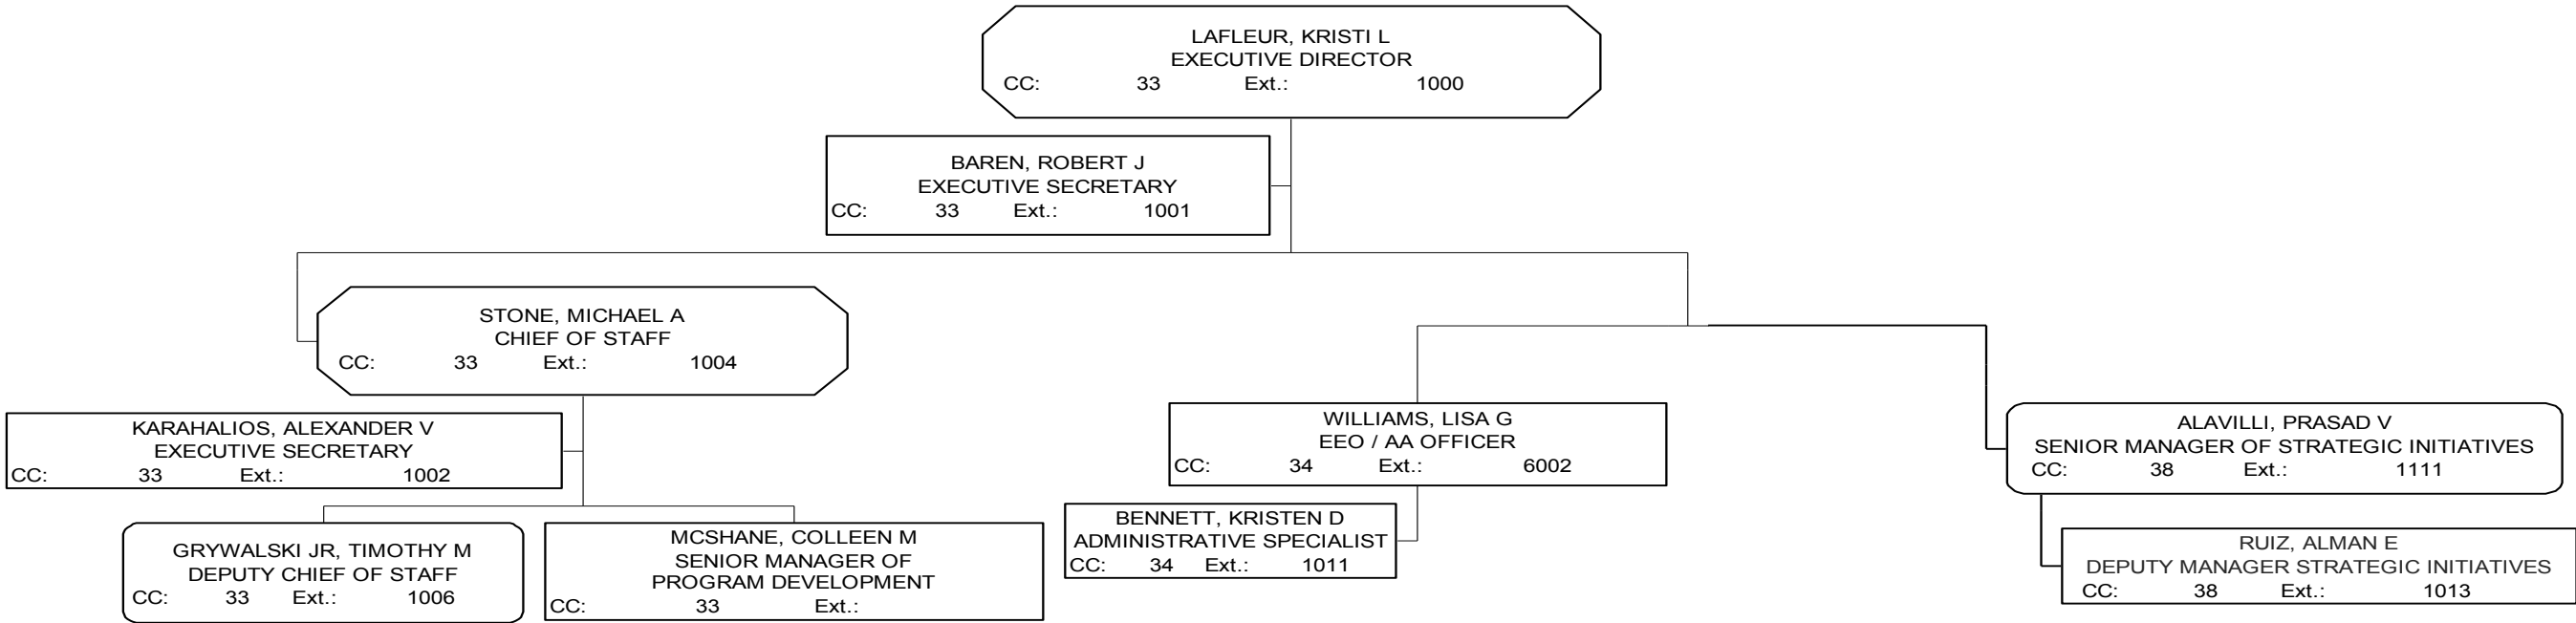 LAFLEUR, KRISTI L
EXECUTIVE DIRECTOR
CC: 33 Ext.: 1000
BAREN, ROBERT J
EXECUTIVE SECRETARY
CC: 33 Ext.: 1001
STONE, MICHAEL A
CHIEF OF STAFF
CC: 33 Ext.: 1004
KARAHALIOS, ALEXANDER V
EXECUTIVE SECRETARY
CC: 33 Ext.: 1002
GRYWALSKI JR, TIMOTHY M
DEPUTY CHIEF OF STAFF
CC: 33 Ext.: 1006
MCSHANE, COLLEEN M
SENIOR MANAGER OF
PROGRAM DEVELOPMENT
CC: 33 Ext.:
WILLIAMS, LISA G
EEO / AA OFFICER
CC: 34 Ext.: 6002
BENNETT, KRISTEN D
ADMINISTRATIVE SPECIALIST
CC: 34 Ext.: 1011
ALAVILLI, PRASAD V
SENIOR MANAGER OF STRATEGIC INITIATIVES
CC: 38 Ext.: 1111
RUIZ, ALMAN E
DEPUTY MANAGER STRATEGIC INITIATIVES
CC: 38 Ext.: 1013